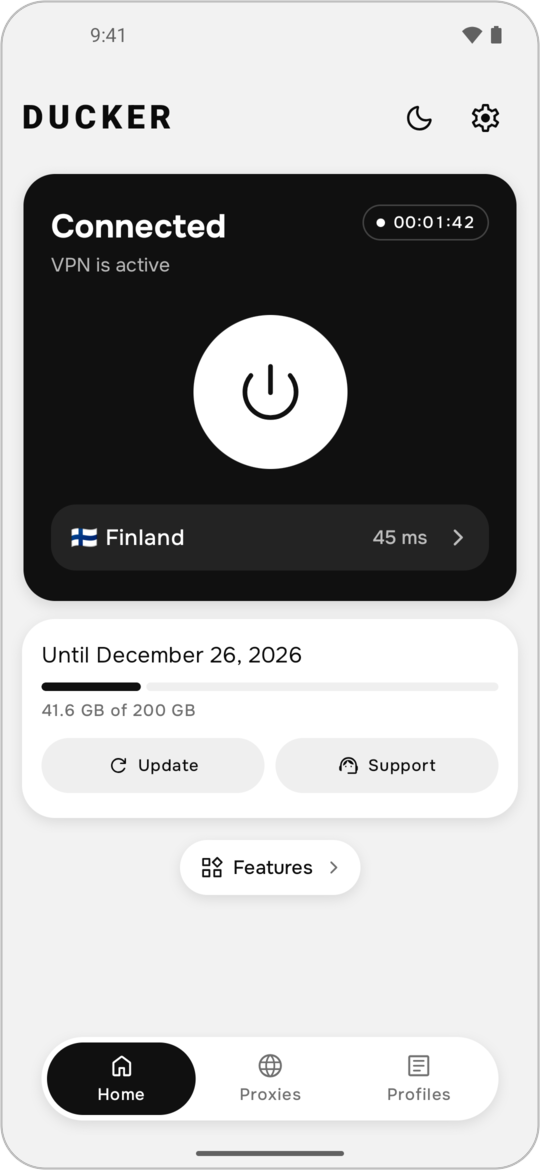 9:41
DUCKER
Connected
00:01:42
VPN is active
Finland
45 ms
Until December 26, 2026
41.6 GB of 200 GB
Update
Support
Features
Home
Proxies
Profiles